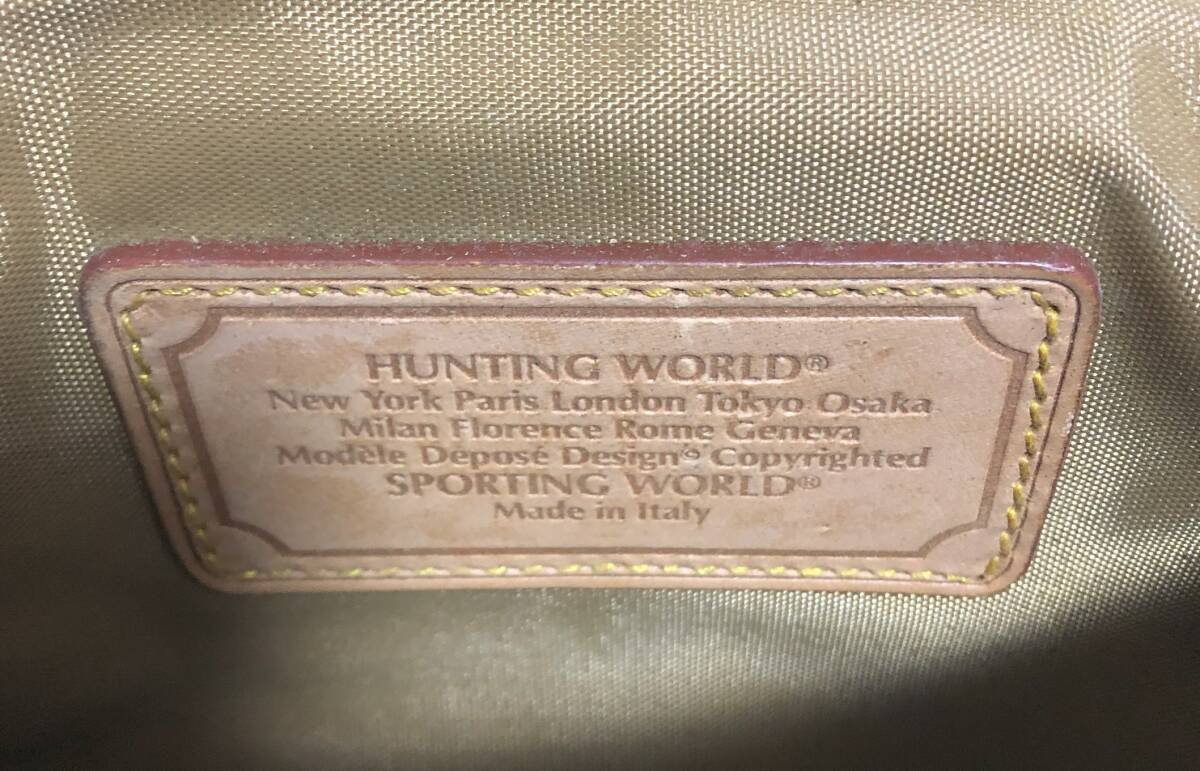 HUNTING WORLD®
New York Paris London Tokyo Osaka
Milan Florence Rome Geneva
Modèle Déposé Design© Copyrighted
SPORTING WORLD®
Made in Italy